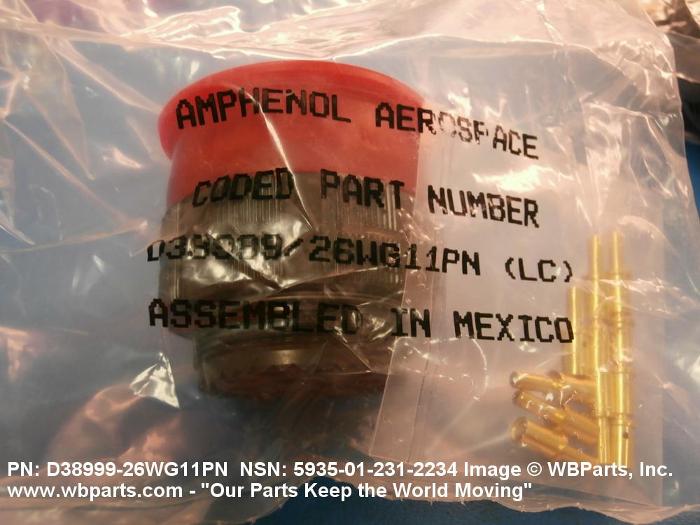 AMPHENOL AEROSPACE
CODED PART NUMBER
D38999/26WG11PN (LC)
ASSEMBLED IN MEXICO
PN: D38999-26WG11PN NSN: 5935-01-231-2234 Image © WBParts, Inc.
www.wbparts.com - "Our Parts Keep the World Moving"